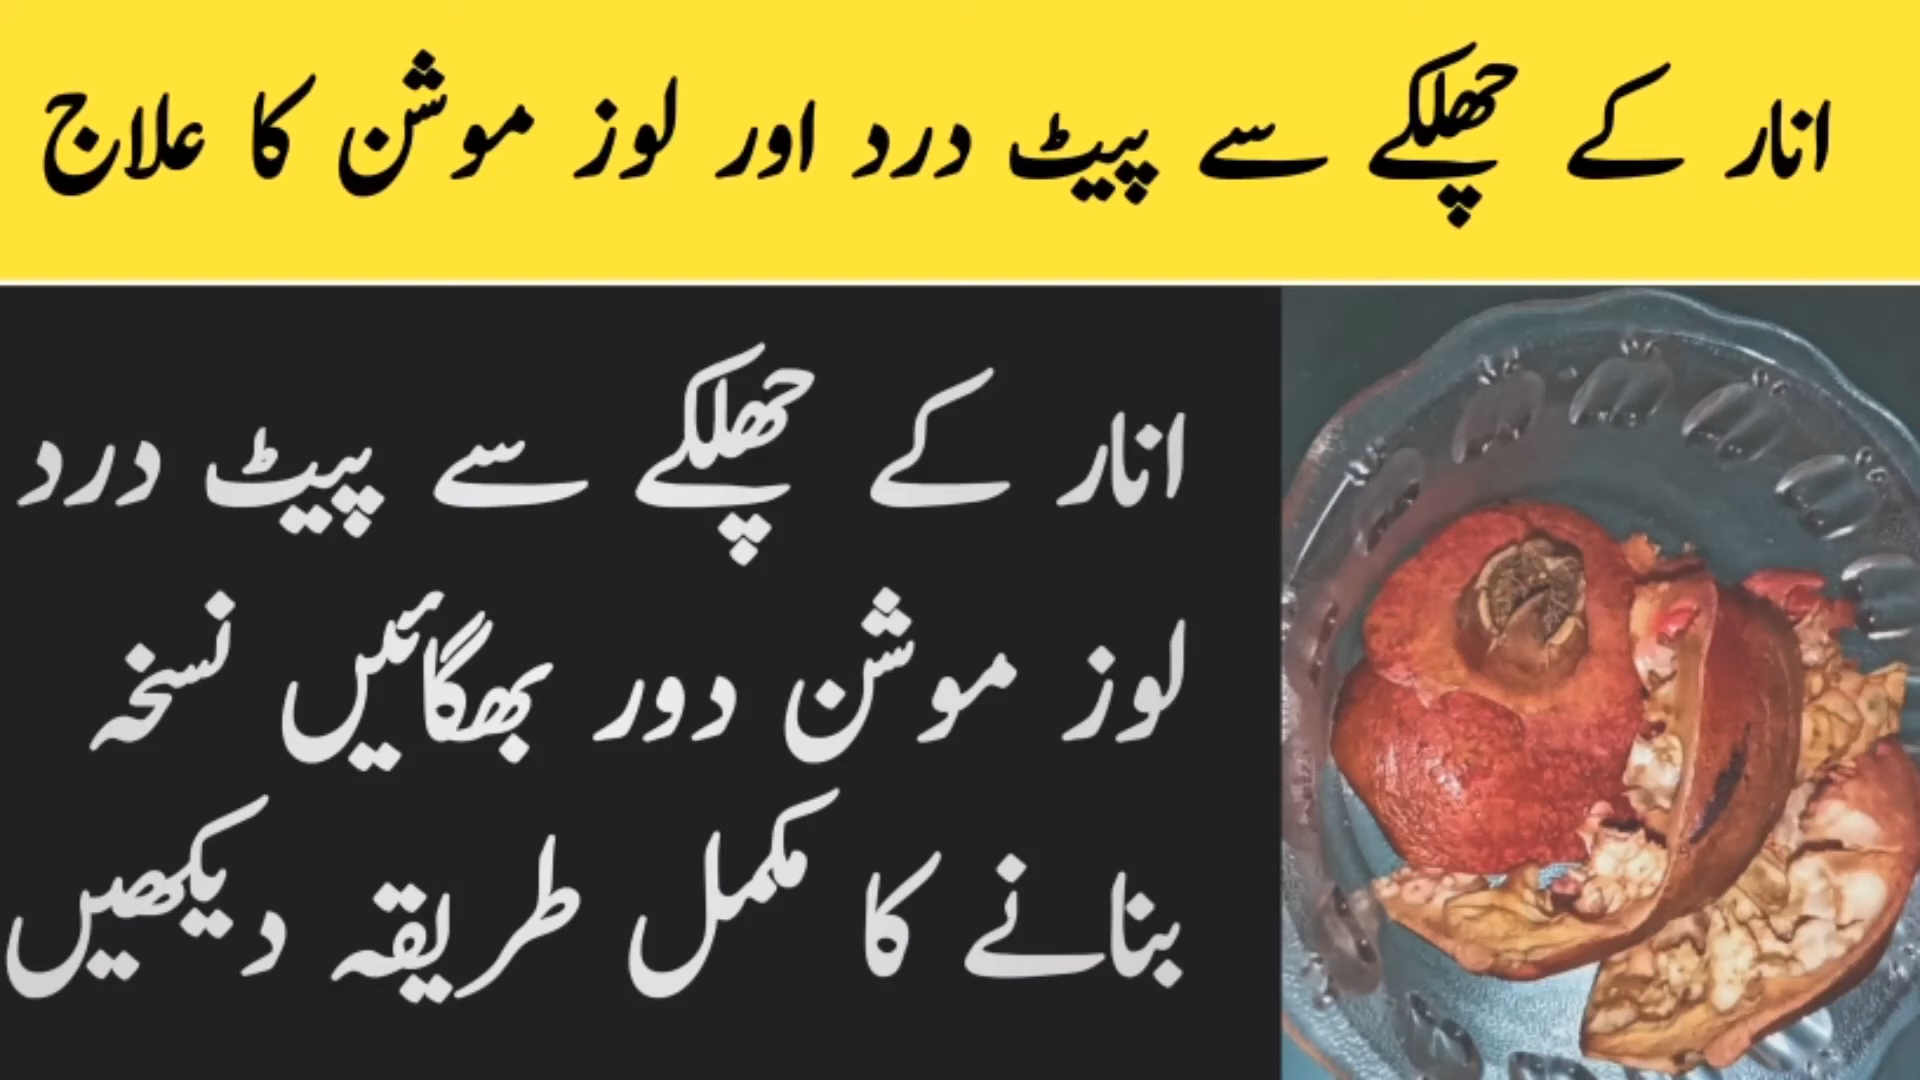 انار کے چھلکے سے پیٹ درد اور لوز موشن کا علاج
انار کے چھلکے سے پیٹ درد
لوز موشن دور بھگائیں نسخہ
بنانے کا مکمل طریقہ دیکھیں